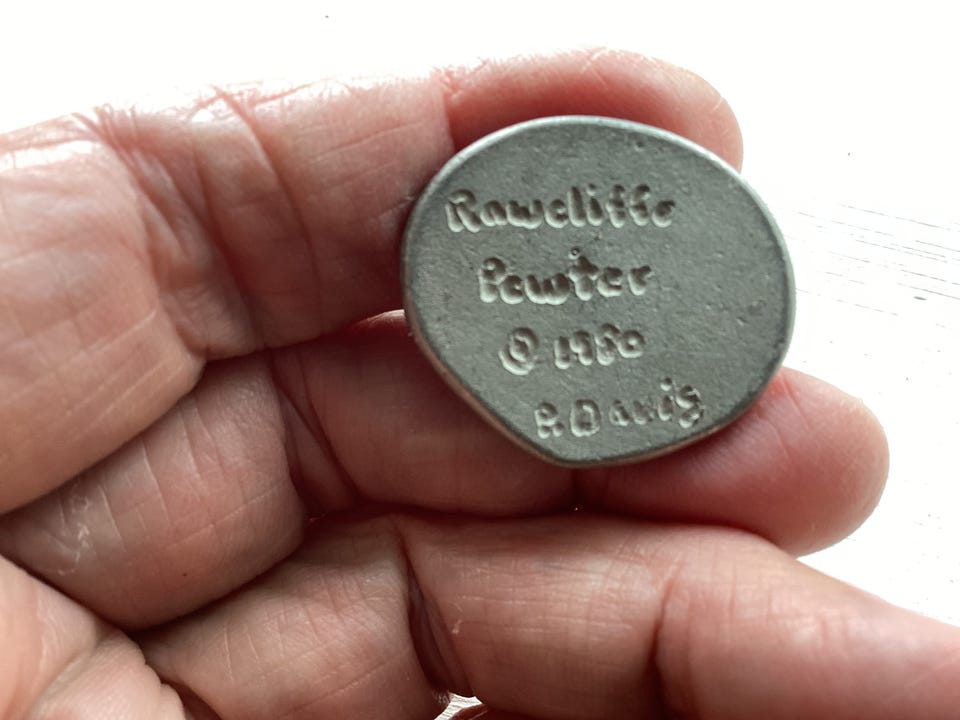 Rawcliffe
Pewter
© 1980
P. Davis